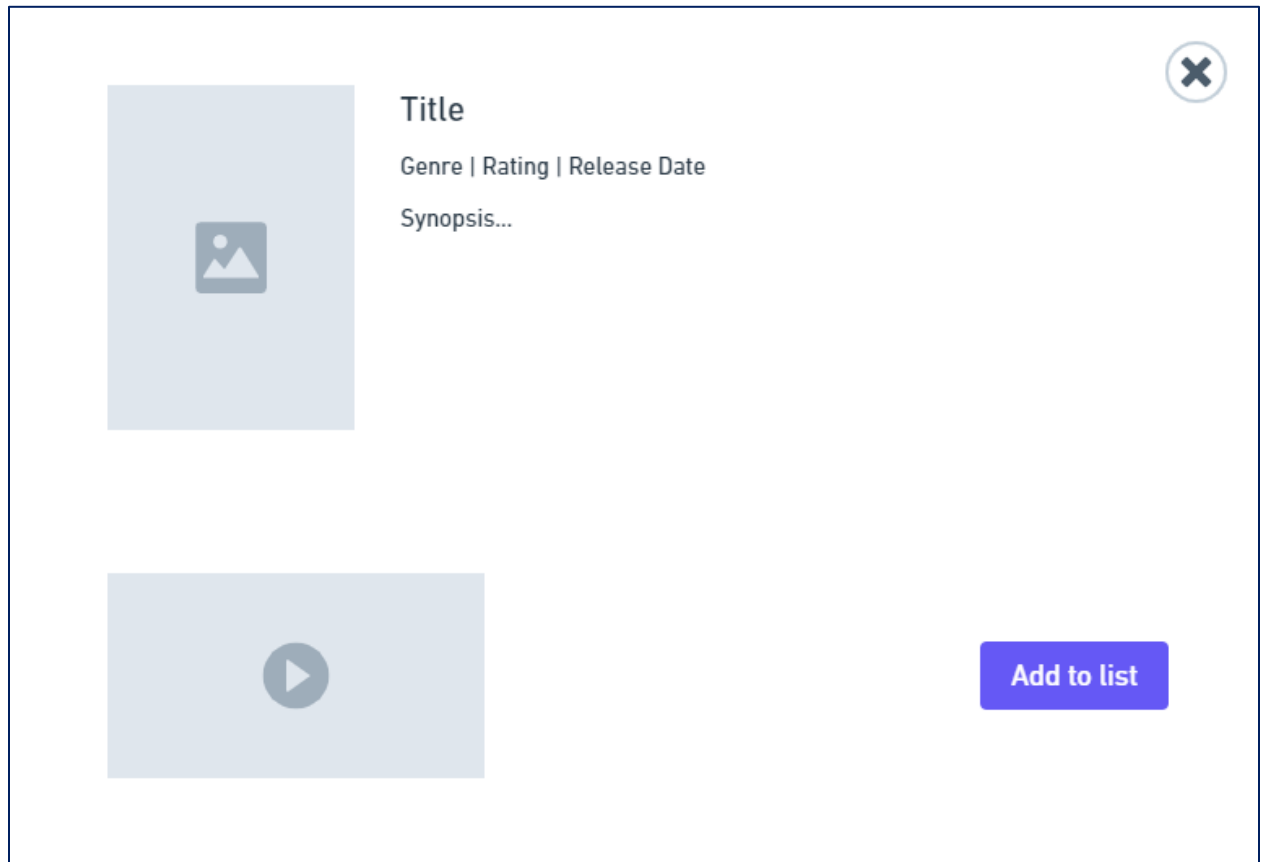 Title
Genre | Rating | Release Date
Synopsis...
Add to list